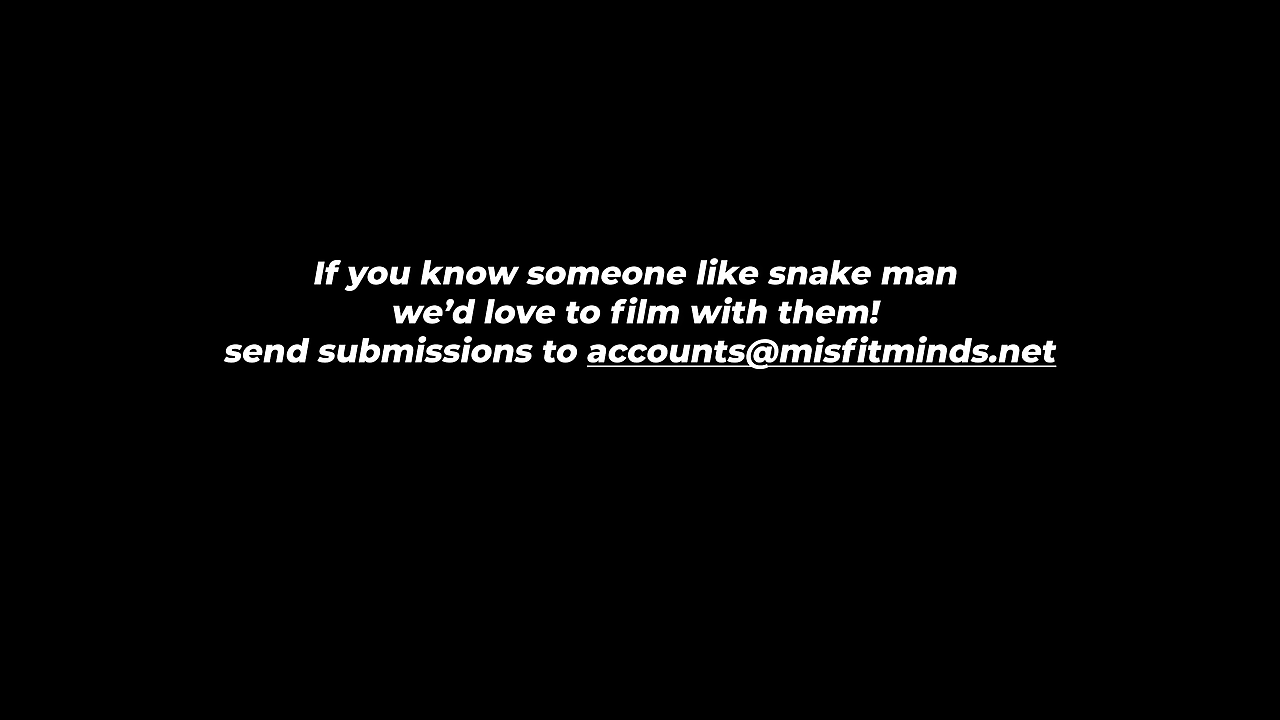 If you know someone like snake man
we’d love to film with them!
send submissions to accounts@misfitminds.net